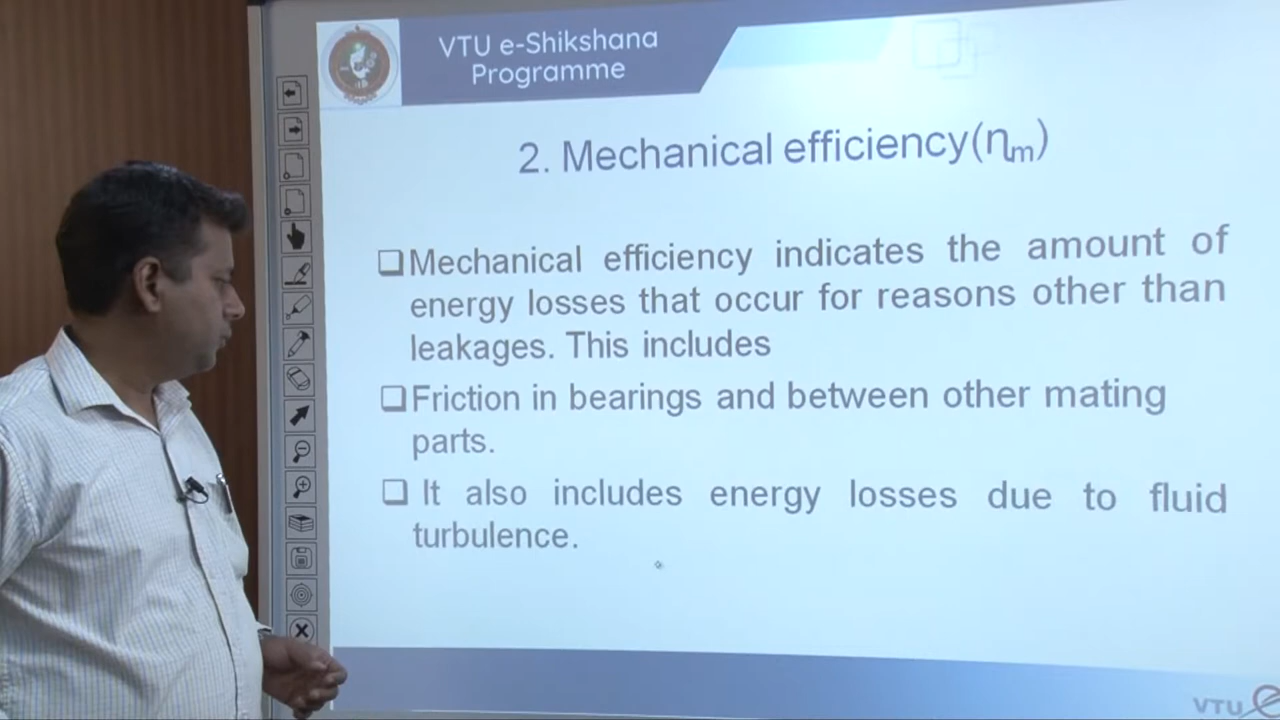 VTU e-Shikshana
Programme
2. Mechanical efficiency(ηm)
❑Mechanical efficiency indicates the amount of
energy losses that occur for reasons other than
leakages. This includes
❑Friction in bearings and between other mating
parts.
❑ It also includes energy losses due to fluid
turbulence.
VTU e